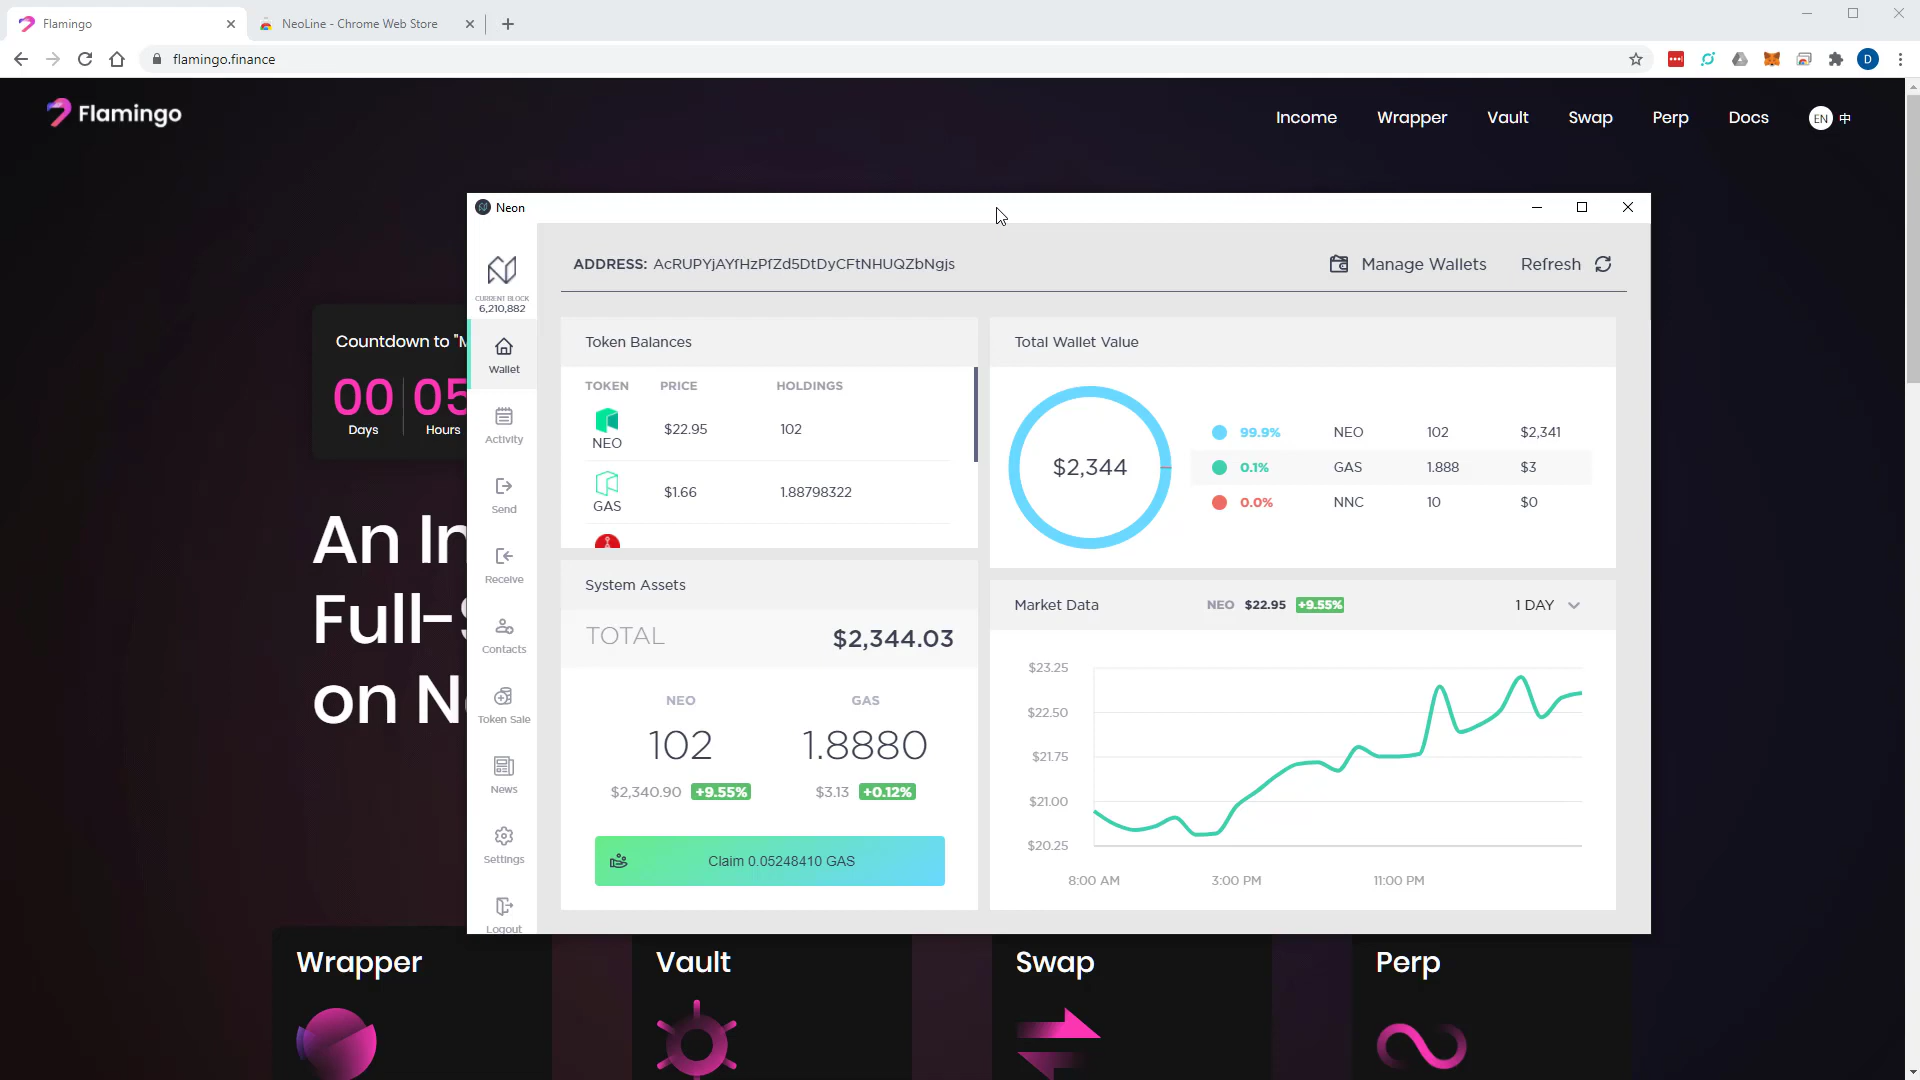 Flamingo
NeoLine - Chrome Web Store
flamingo.finance
D
Flamingo
Income
Wrapper
Vault
Swap
Perp
Docs
EN 中
Countdown to "M
00 05
Days Hours
An In
Full-S
on N
Neon
CURRENT BLOCK
6,210,882
Wallet
Activity
Send
Receive
Contacts
Token Sale
News
Settings
Logout
ADDRESS: AcRUPYjAYfHzPfZd5DtDyCFtNHUQZbNgjs
Manage Wallets
Refresh
Token Balances
TOKEN PRICE HOLDINGS
NEO $22.95 102
GAS $1.66 1.88798322
Total Wallet Value
$2,344
99.9% NEO 102 $2,341
0.1% GAS 1.888 $3
0.0% NNC 10 $0
System Assets
TOTAL $2,344.03
NEO GAS
102 1.8880
$2,340.90 +9.55% $3.13 +0.12%
Claim 0.05248410 GAS
Market Data NEO $22.95 +9.55% 1 DAY
$23.25
$22.50
$21.75
$21.00
$20.25
8:00 AM 3:00 PM 11:00 PM
Wrapper
Vault
Swap
Perp